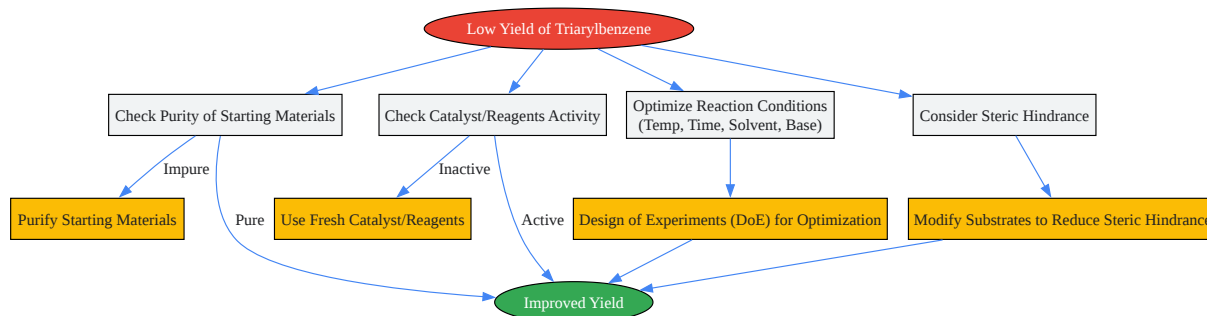 Low Yield of Triarylbenzene
Check Purity of Starting Materials
Check Catalyst/Reagents Activity
Optimize Reaction Conditions
(Temp, Time, Solvent, Base)
Consider Steric Hindrance
Impure
Inactive
Purify Starting Materials
Pure
Use Fresh Catalyst/Reagents
Active
Design of Experiments (DoE) for Optimization
Modify Substrates to Reduce Steric Hindrance
Improved Yield